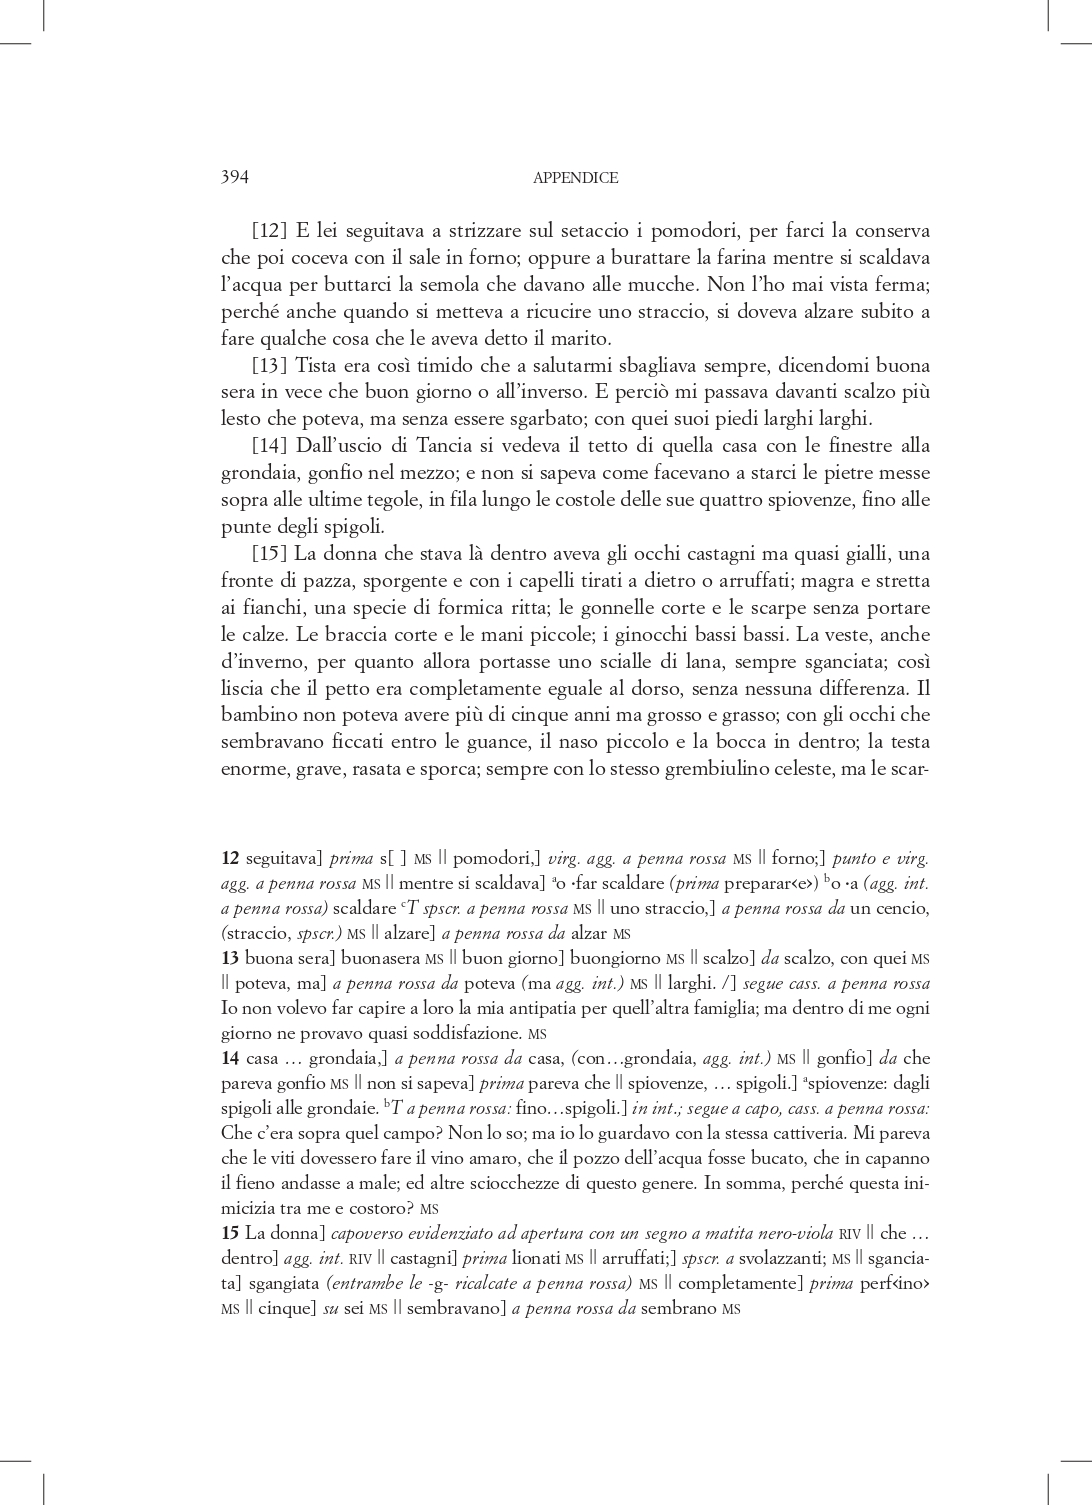 394
APPENDICE
[12] E lei seguitava a strizzare sul setaccio i pomodori, per farci la conserva
che poi coceva con il sale in forno; oppure a burattare la farina mentre si scaldava
l’acqua per buttarci la semola che davano alle mucche. Non l’ho mai vista ferma;
perché anche quando si metteva a ricucire uno straccio, si doveva alzare subito a
fare qualche cosa che le aveva detto il marito.
[13] Tista era così timido che a salutarmi sbagliava sempre, dicendomi buona
sera in vece che buon giorno o all’inverso. E perciò mi passava davanti scalzo più
lesto che poteva, ma senza essere sgarbato; con quei suoi piedi larghi larghi.
[14] Dall’uscio di Tancia si vedeva il tetto di quella casa con le finestre alla
grondaia, gonfio nel mezzo; e non si sapeva come facevano a starci le pietre messe
sopra alle ultime tegole, in fila lungo le costole delle sue quattro spiovenze, fino alle
punte degli spigoli.
[15] La donna che stava là dentro aveva gli occhi castagni ma quasi gialli, una
fronte di pazza, sporgente e con i capelli tirati a dietro o arruffati; magra e stretta
ai fianchi, una specie di formica ritta; le gonnelle corte e le scarpe senza portare
le calze. Le braccia corte e le mani piccole; i ginocchi bassi bassi. La veste, anche
d’inverno, per quanto allora portasse uno scialle di lana, sempre sganciata; così
liscia che il petto era completamente eguale al dorso, senza nessuna differenza. Il
bambino non poteva avere più di cinque anni ma grosso e grasso; con gli occhi che
sembravano ficcati entro le guance, il naso piccolo e la bocca in dentro; la testa
enorme, grave, rasata e sporca; sempre con lo stesso grembiulino celeste, ma le scar-
12 seguitava] prima s[ ] MS || pomodori,] virg. agg. a penna rossa MS || forno;] punto e virg.
agg. a penna rossa MS || mentre si scaldava] ᵃo ·far scaldare (prima preparar‹e›) ᵇo ·a (agg. int.
a penna rossa) scaldare ᶜT spscr. a penna rossa MS || uno straccio,] a penna rossa da un cencio,
(straccio, spscr.) MS || alzare] a penna rossa da alzar MS
13 buona sera] buonasera MS || buon giorno] buongiorno MS || scalzo] da scalzo, con quei MS
|| poteva, ma] a penna rossa da poteva (ma agg. int.) MS || larghi. /] segue cass. a penna rossa
Io non volevo far capire a loro la mia antipatia per quell’altra famiglia; ma dentro di me ogni
giorno ne provavo quasi soddisfazione. MS
14 casa … grondaia,] a penna rossa da casa, (con…grondaia, agg. int.) MS || gonfio] da che
pareva gonfio MS || non si sapeva] prima pareva che || spiovenze, … spigoli.] ᵃspiovenze: dagli
spigoli alle grondaie. ᵇT a penna rossa: fino…spigoli.] in int.; segue a capo, cass. a penna rossa:
Che c’era sopra quel campo? Non lo so; ma io lo guardavo con la stessa cattiveria. Mi pareva
che le viti dovessero fare il vino amaro, che il pozzo dell’acqua fosse bucato, che in capanno
il fieno andasse a male; ed altre sciocchezze di questo genere. In somma, perché questa ini-
micizia tra me e costoro? MS
15 La donna] capoverso evidenziato ad apertura con un segno a matita nero-viola RIV || che …
dentro] agg. int. RIV || castagni] prima lionati MS || arruffati;] spscr. a svolazzanti; MS || sgancia-
ta] sgangiata (entrambe le -g- ricalcate a penna rossa) MS || completamente] prima perf‹ino›
MS || cinque] su sei MS || sembravano] a penna rossa da sembrano MS